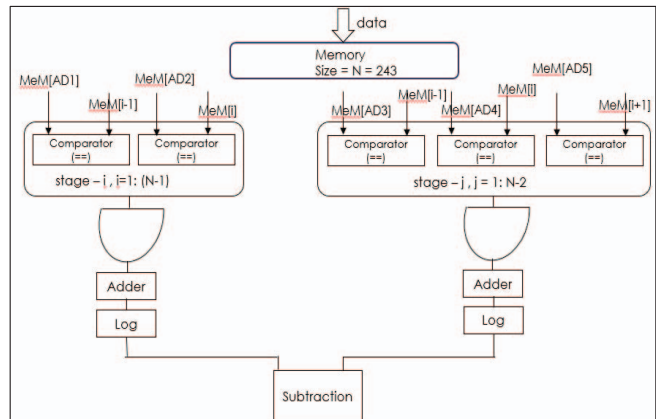 data
Memory
Size = N = 243
MeM[AD1]
MeM[i-1]
MeM[AD2]
MeM[i]
MeM[AD3]
MeM[i-1]
MeM[AD4]
MeM[i]
MeM[AD5]
MeM[i+1]
Comparator
(==)
Comparator
(==)
Comparator
(==)
Comparator
(==)
Comparator
(==)
stage – i , i=1: (N-1)
stage – j , j = 1: N-2
Adder
Adder
Log
Log
Subtraction